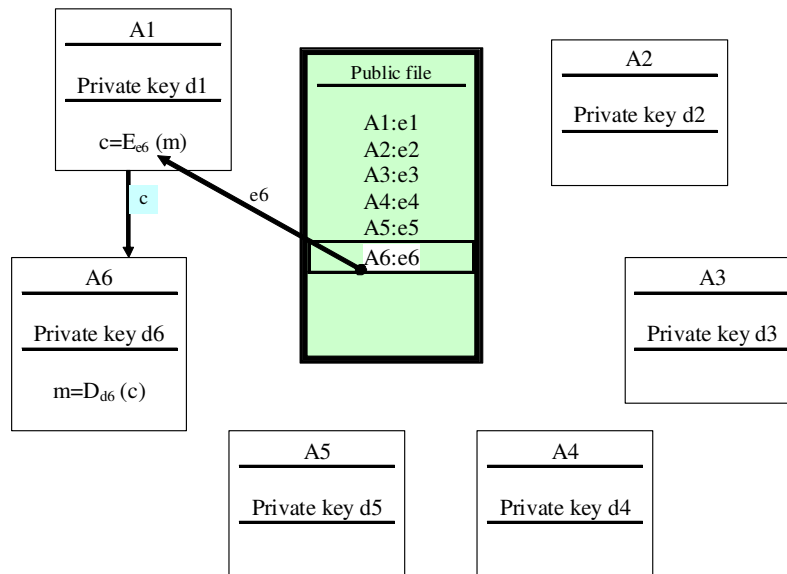 A1
Private key d1
c=Ee6 (m)
c
e6
Public file
A1:e1
A2:e2
A3:e3
A4:e4
A5:e5
A6:e6
A2
Private key d2
A6
Private key d6
m=Dd6 (c)
A3
Private key d3
A5
Private key d5
A4
Private key d4